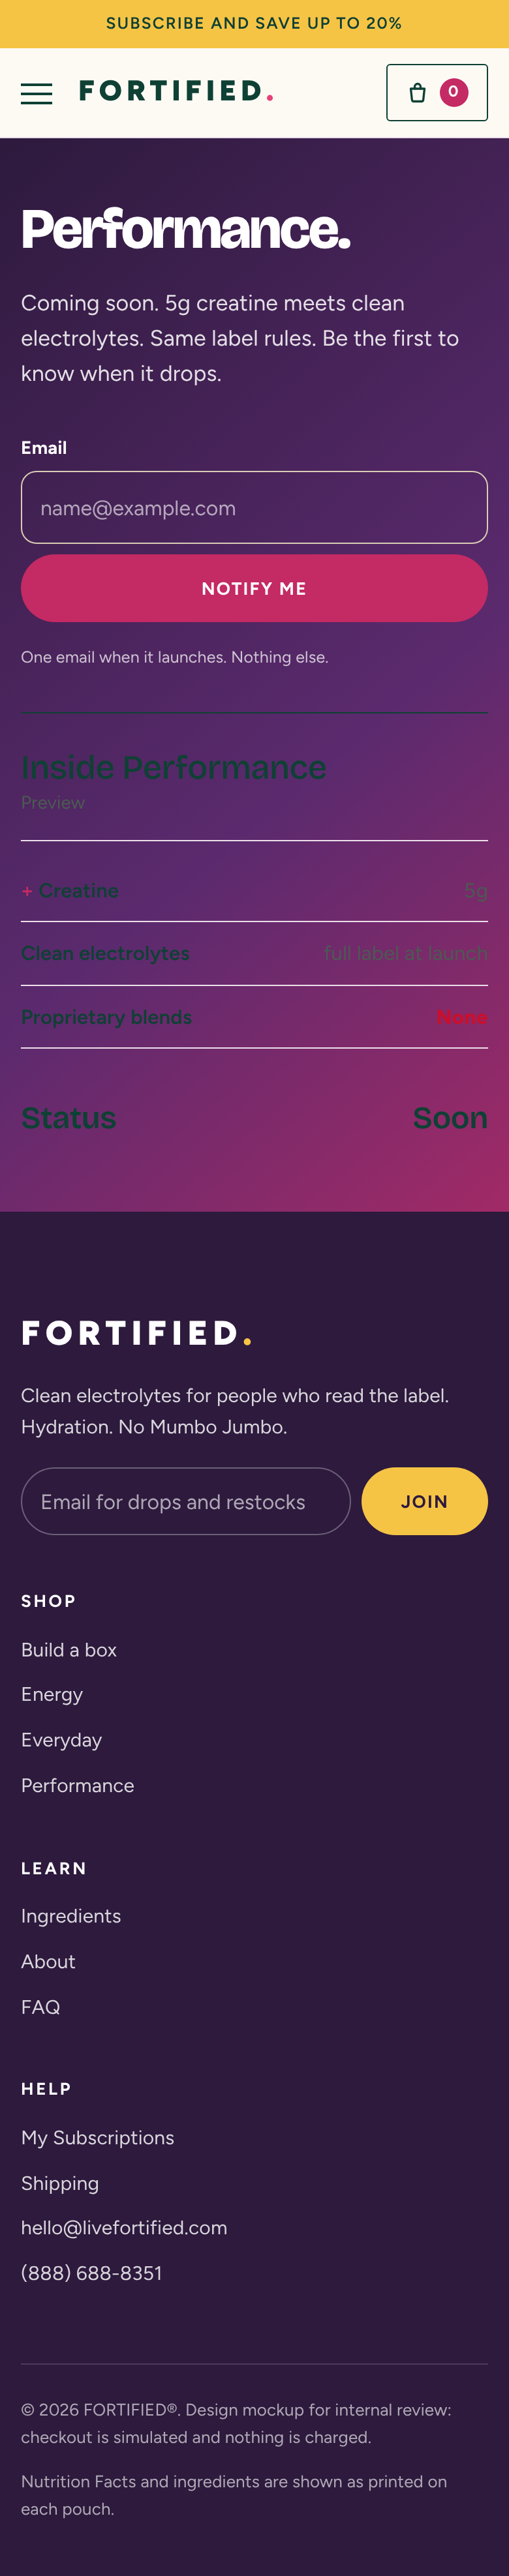 SUBSCRIBE AND SAVE UP TO 20%
FORTIFIED.
0
Performance.
Coming soon. 5g creatine meets clean
electrolytes. Same label rules. Be the first to
know when it drops.
Email
name@example.com
NOTIFY ME
One email when it launches. Nothing else.
Inside Performance
Preview
+ Creatine 5g
Clean electrolytes full label at launch
Proprietary blends None
Status Soon
FORTIFIED.
Clean electrolytes for people who read the label.
Hydration. No Mumbo Jumbo.
Email for drops and restocks
JOIN
SHOP
Build a box
Energy
Everyday
Performance
LEARN
Ingredients
About
FAQ
HELP
My Subscriptions
Shipping
hello@livefortified.com
(888) 688-8351
© 2026 FORTIFIED®. Design mockup for internal review:
checkout is simulated and nothing is charged.
Nutrition Facts and ingredients are shown as printed on
each pouch.